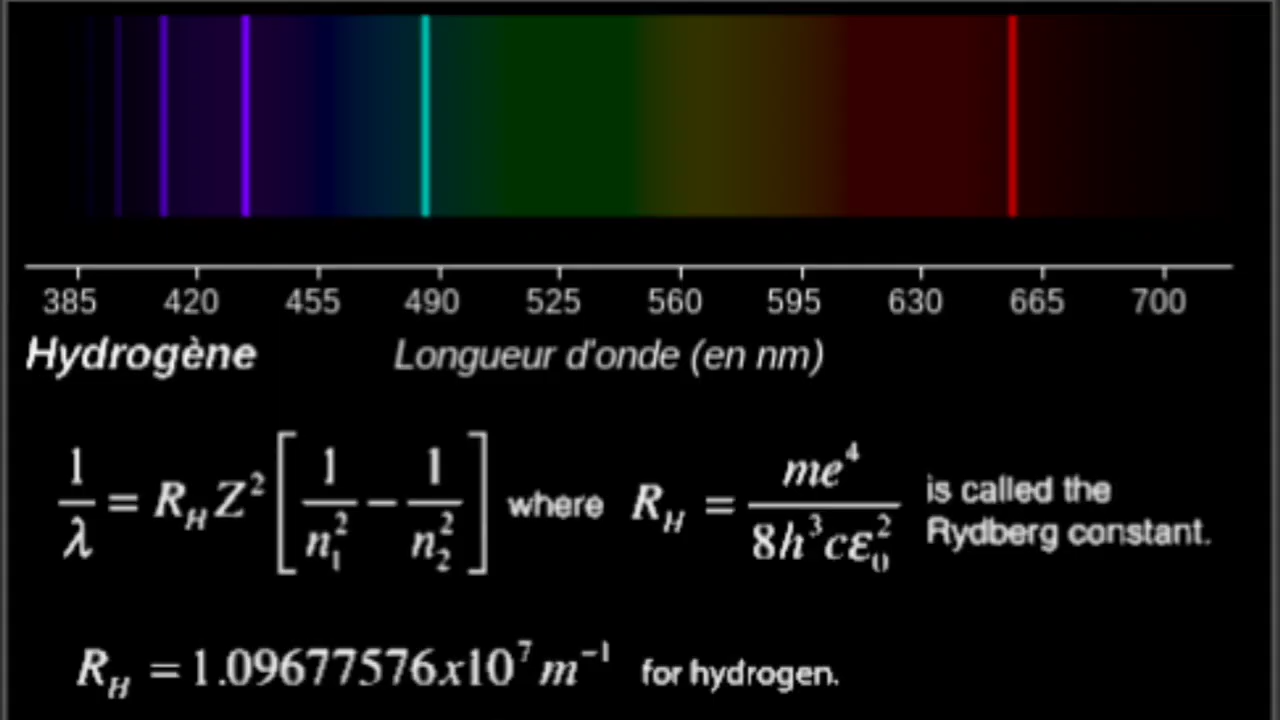 385 420 455 490 525 560 595 630 665 700
Hydrogène Longueur d'onde (en nm)
1/λ = R_H Z² [1/n₁² − 1/n₂²] where R_H = me⁴/8h³cε₀² is called the Rydberg constant.
R_H = 1.09677576x10⁷ m⁻¹ for hydrogen.